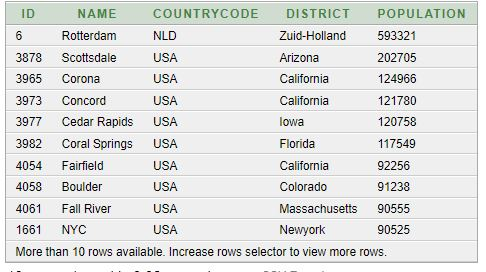 ID NAME COUNTRYCODE DISTRICT POPULATION
6 Rotterdam NLD Zuid-Holland 593321
3878 Scottsdale USA Arizona 202705
3965 Corona USA California 124966
3973 Concord USA California 121780
3977 Cedar Rapids USA Iowa 120758
3982 Coral Springs USA Florida 117549
4054 Fairfield USA California 92256
4058 Boulder USA Colorado 91238
4061 Fall River USA Massachusetts 90555
1661 NYC USA Newyork 90525
More than 10 rows available. Increase rows selector to view more rows.